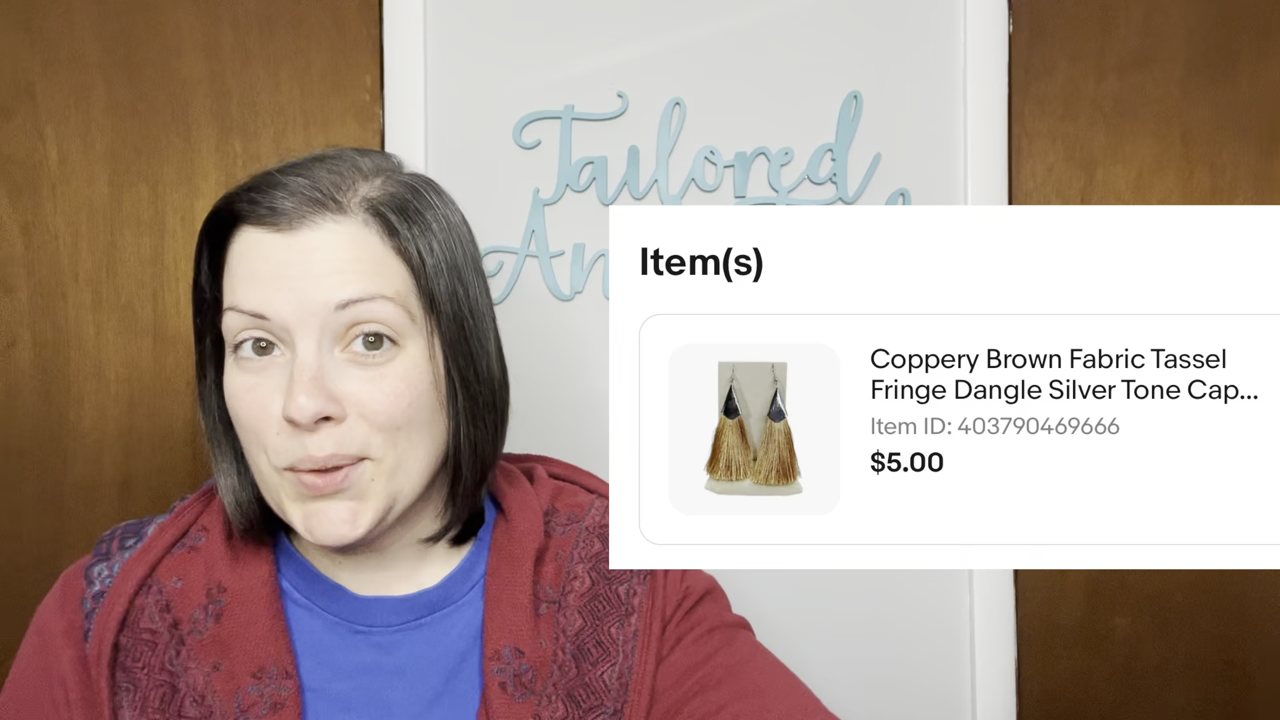 Tailored
Item(s)
Coppery Brown Fabric Tassel
Fringe Dangle Silver Tone Cap...
Item ID: 403790469666
$5.00